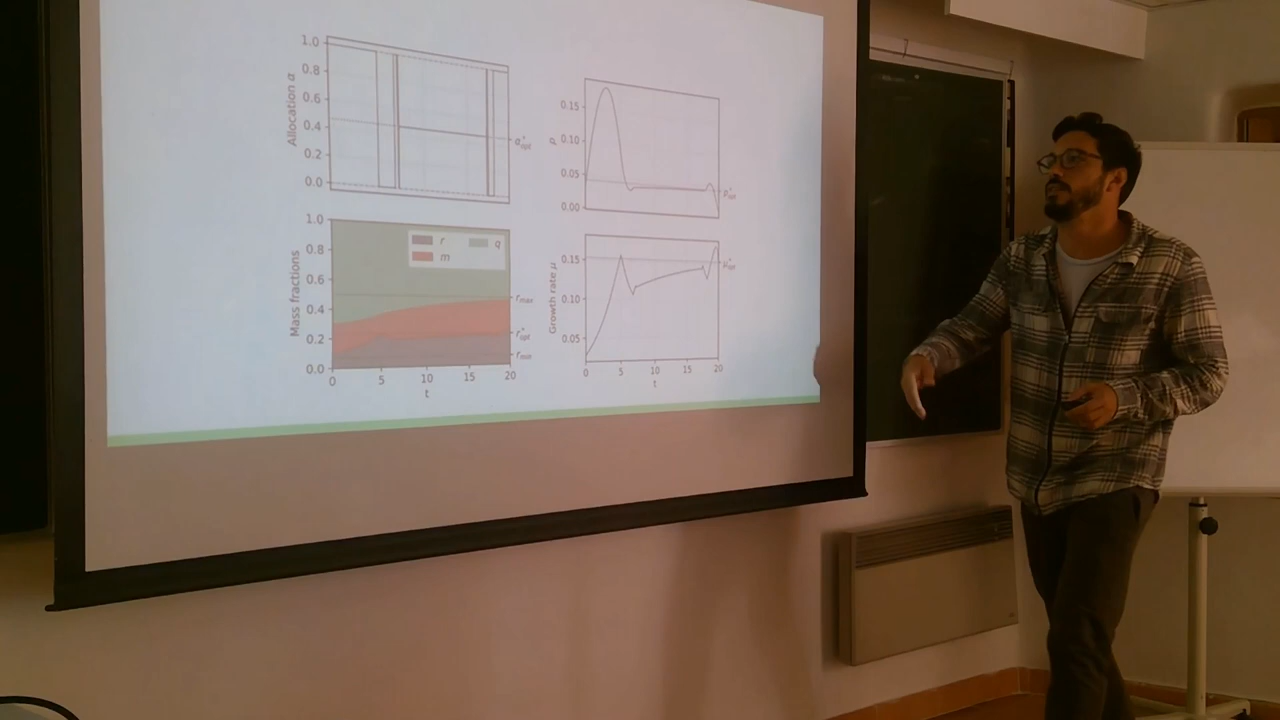 1.0
0.8
0.6
0.4
0.2
0.0
Allocation α
α*opt
0.15
0.10
0.05
0.00
p
p*opt
1.0
0.8
0.6
0.4
0.2
0.0
Mass fractions
r
q
m
rmax
r*opt
rmin
0 5 10 15 20
t
0.15
0.10
0.05
Growth rate μ
μ*opt
0 5 10 15 20
t